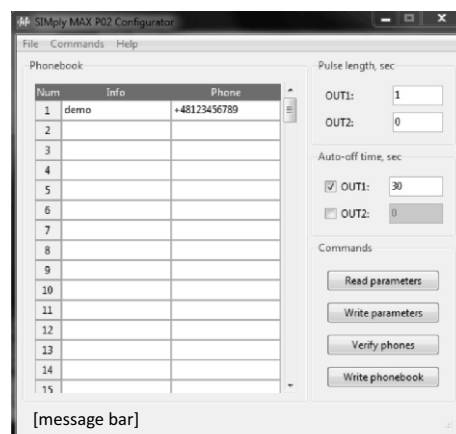 SIMply MAX P02 Configurator
File Commands Help
Phonebook
Num Info Phone
1 demo +48123456789
2
3
4
5
6
7
8
9
10
11
12
13
14
15
[message bar]
Pulse length, sec
OUT1: 1
OUT2: 0
Auto-off time, sec
OUT1: 30
OUT2: 0
Commands
Read parameters
Write parameters
Verify phones
Write phonebook